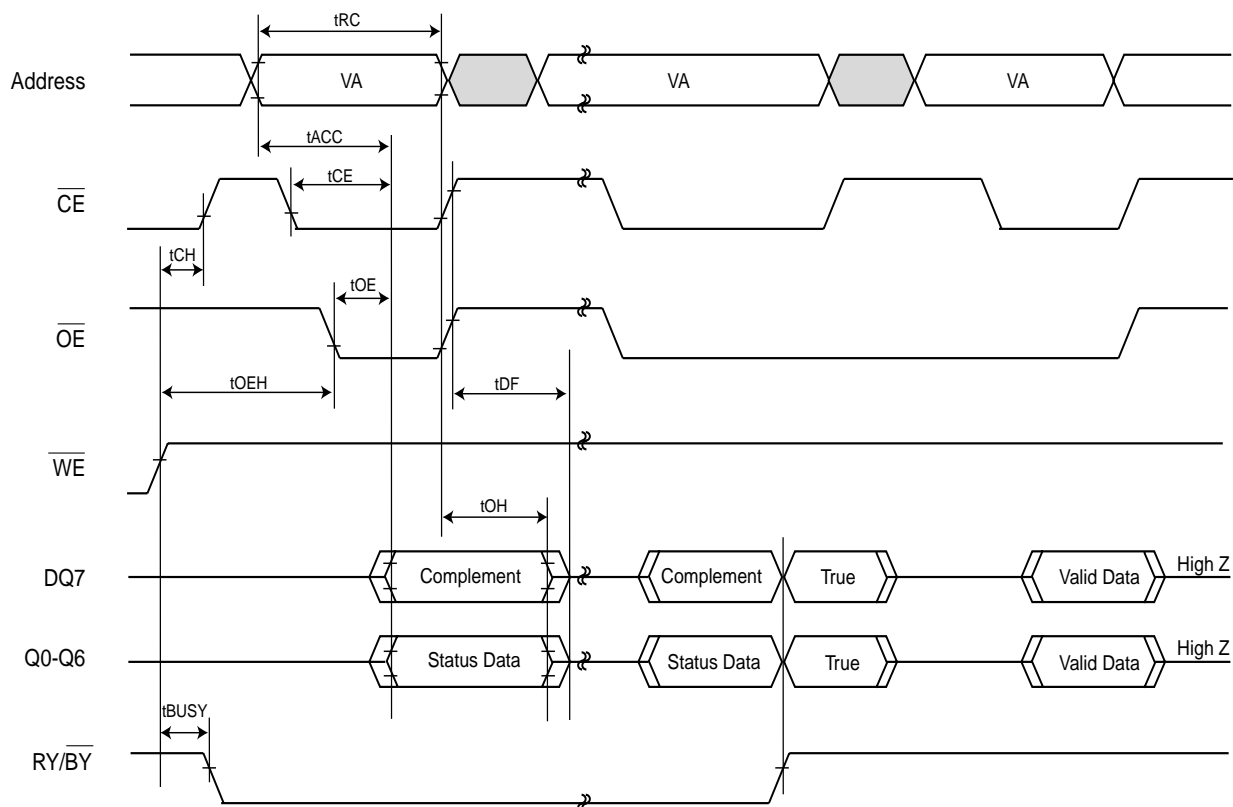 tRC
Address VA VA VA
tACC
CE tCE
tCH
tOE
OE
tOEH tDF
WE
tOH
DQ7 Complement Complement True Valid Data High Z
Q0-Q6 Status Data Status Data True Valid Data High Z
tBUSY
RY/BY